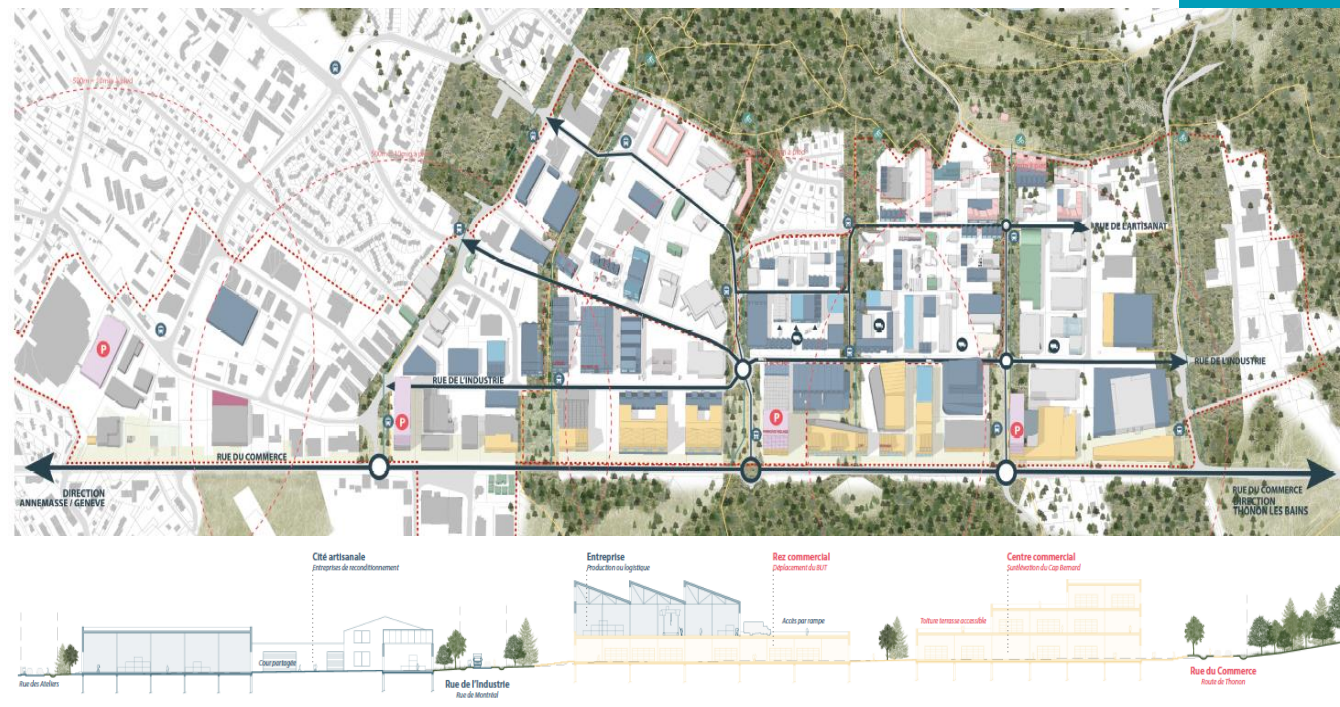 P
P
P
P
RUE DE L'ARTISANAT
RUE DE L'INDUSTRIE
RUE DE L'INDUSTRIE
RUE DU COMMERCE
DIRECTION
ANNEMASSE / GENÈVE
RUE DU COMMERCE
DIRECTION
THONON LES BAINS
Cité artisanale
Entreprises de reconditionnement
Cour partagée
Rue des Ateliers
Rue de l'Industrie
Rue de Montréal
Entreprise
Production ou logistique
Rez commercial
Déplacement du BUT
Accès par rampe
Centre commercial
Surélévation du Cap Bernard
Toiture terrasse accessible
Rue du Commerce
Route de Thonon